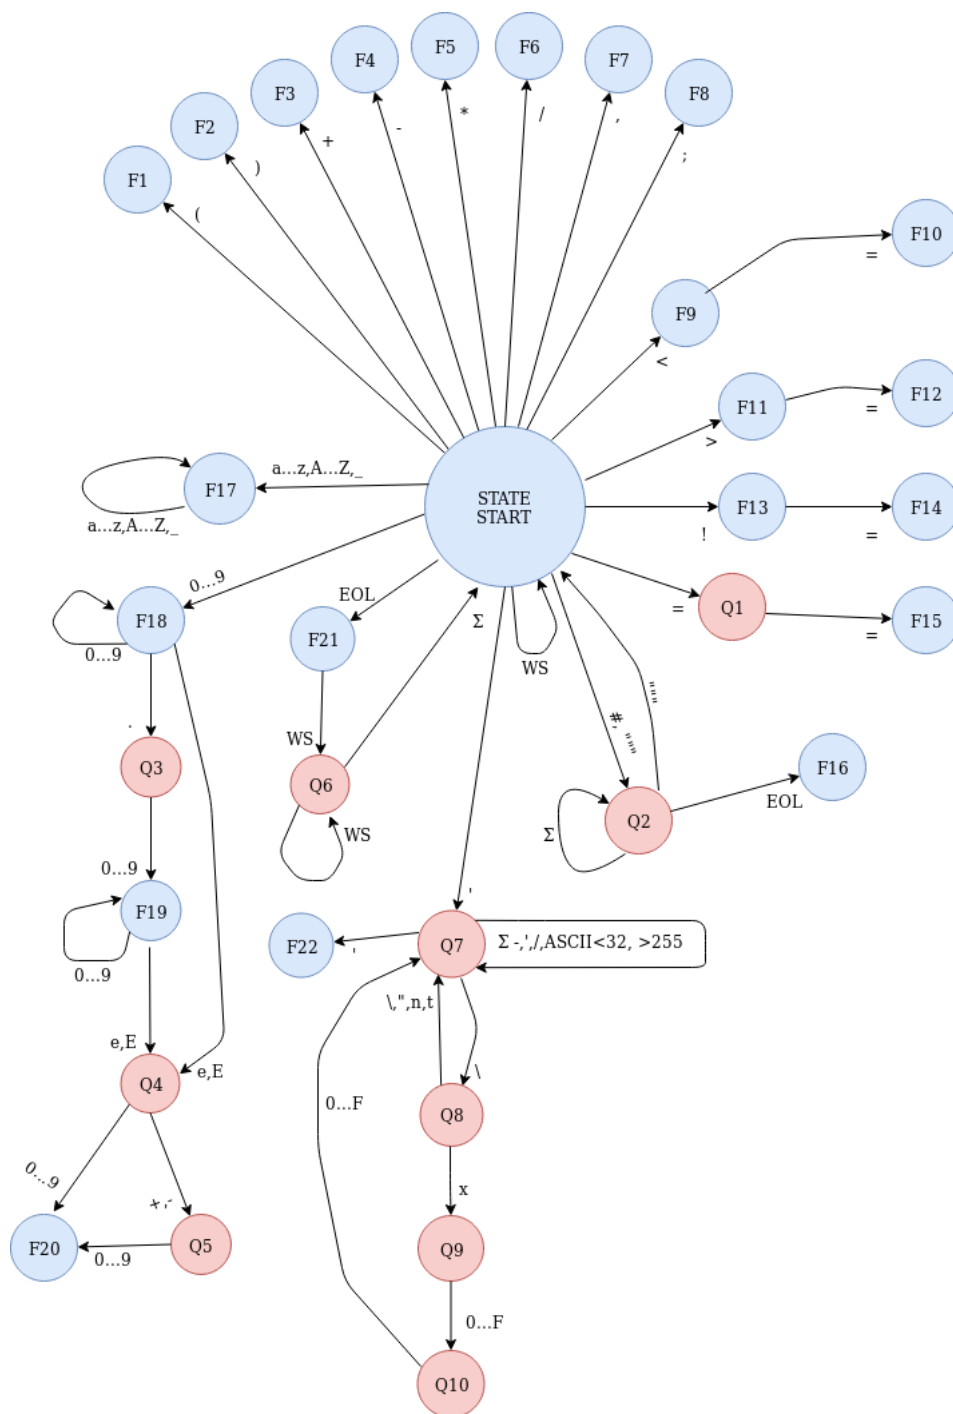 F5
F6
F4
F7
F3
F8
F2
F1
*
/
,
-
+
;
)
(
F10
=
F9
<
F12
F11
=
>
a...z,A...Z,_
F17
a...z,A...Z,_
STATE
START
F13
F14
!
=
0...9
EOL
Q1
=
F15
=
F18
0...9
F21
Σ
WS
"""
#, """
.
WS
Q3
Q6
WS
F16
EOL
Σ
Q2
0...9
F19
0...9
'
F22
'
Q7
Σ -,',/,ASCII<32, >255
\,",n,t
e,E
e,E
Q4
\
0...F
Q8
0...9
+,-
x
F20
0...9
Q5
Q9
0...F
Q10